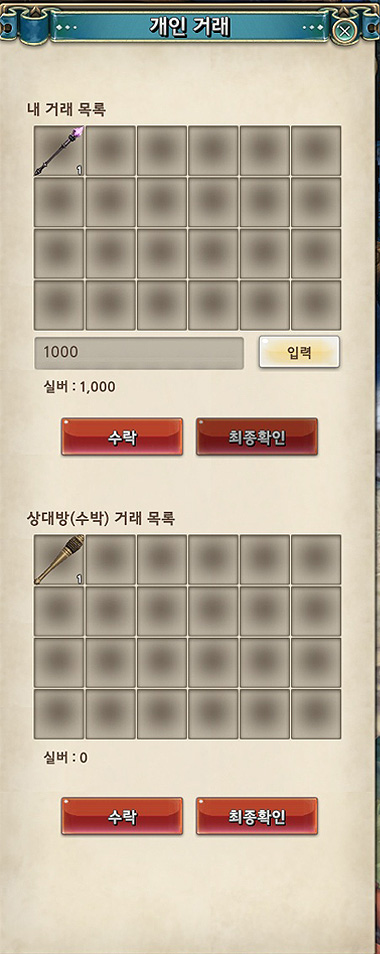 개인 거래
내 거래 목록
1
1000
입력
실버 : 1,000
수락 최종확인
상대방(수박) 거래 목록
1
실버 : 0
수락 최종확인